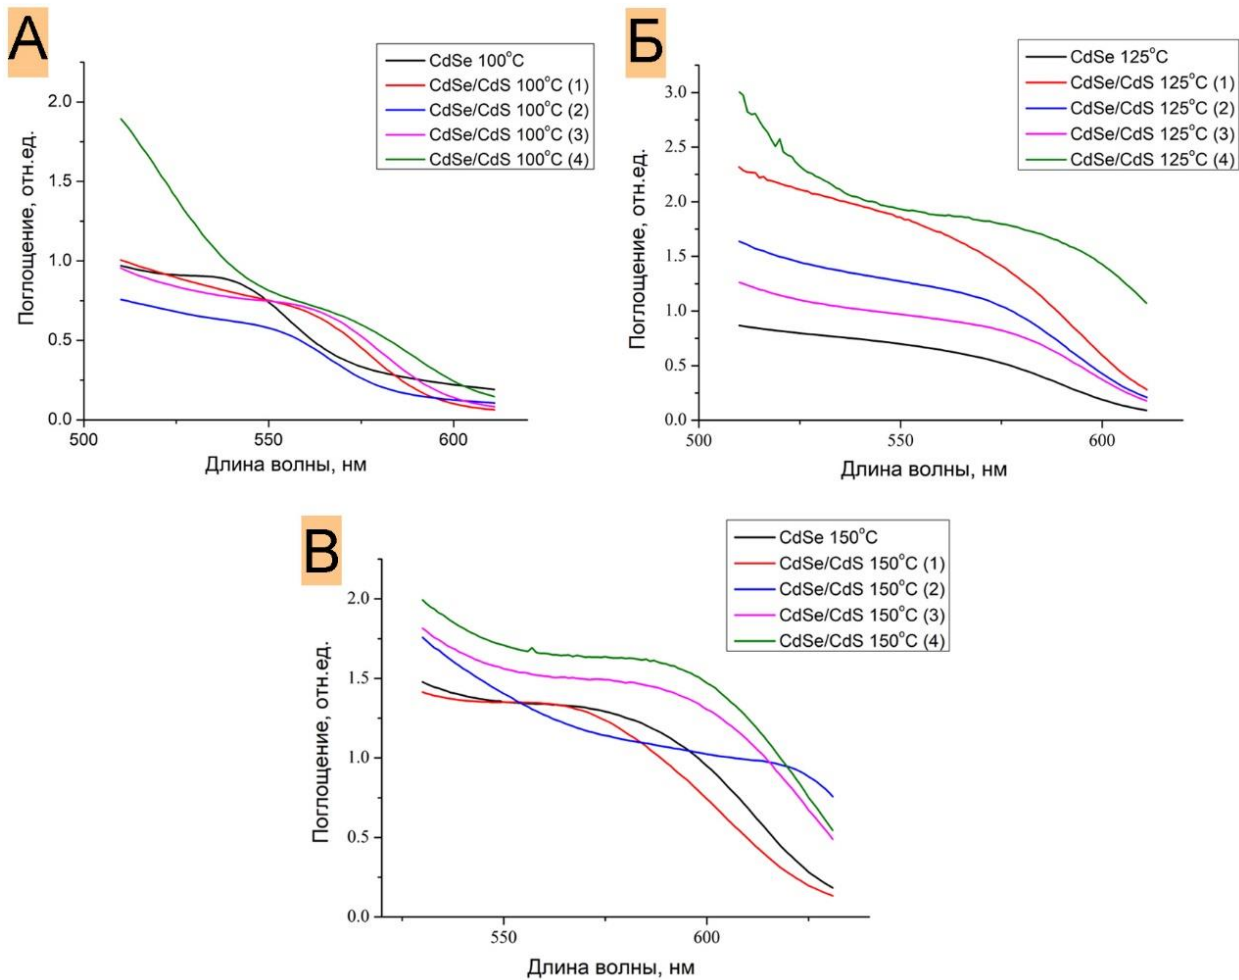 А
CdSe 100°C
CdSe/CdS 100°C (1)
CdSe/CdS 100°C (2)
CdSe/CdS 100°C (3)
CdSe/CdS 100°C (4)
Поглощение, отн.ед.
2.0
1.5
1.0
0.5
0.0
500 550 600
Длина волны, нм
Б
CdSe 125°C
CdSe/CdS 125°C (1)
CdSe/CdS 125°C (2)
CdSe/CdS 125°C (3)
CdSe/CdS 125°C (4)
Поглощение, отн.ед.
3.0
2.5
2.0
1.5
1.0
0.5
0.0
500 550 600
Длина волны, нм
В
CdSe 150°C
CdSe/CdS 150°C (1)
CdSe/CdS 150°C (2)
CdSe/CdS 150°C (3)
CdSe/CdS 150°C (4)
Поглощение, отн.ед.
2.0
1.5
1.0
0.5
0.0
550 600
Длина волны, нм